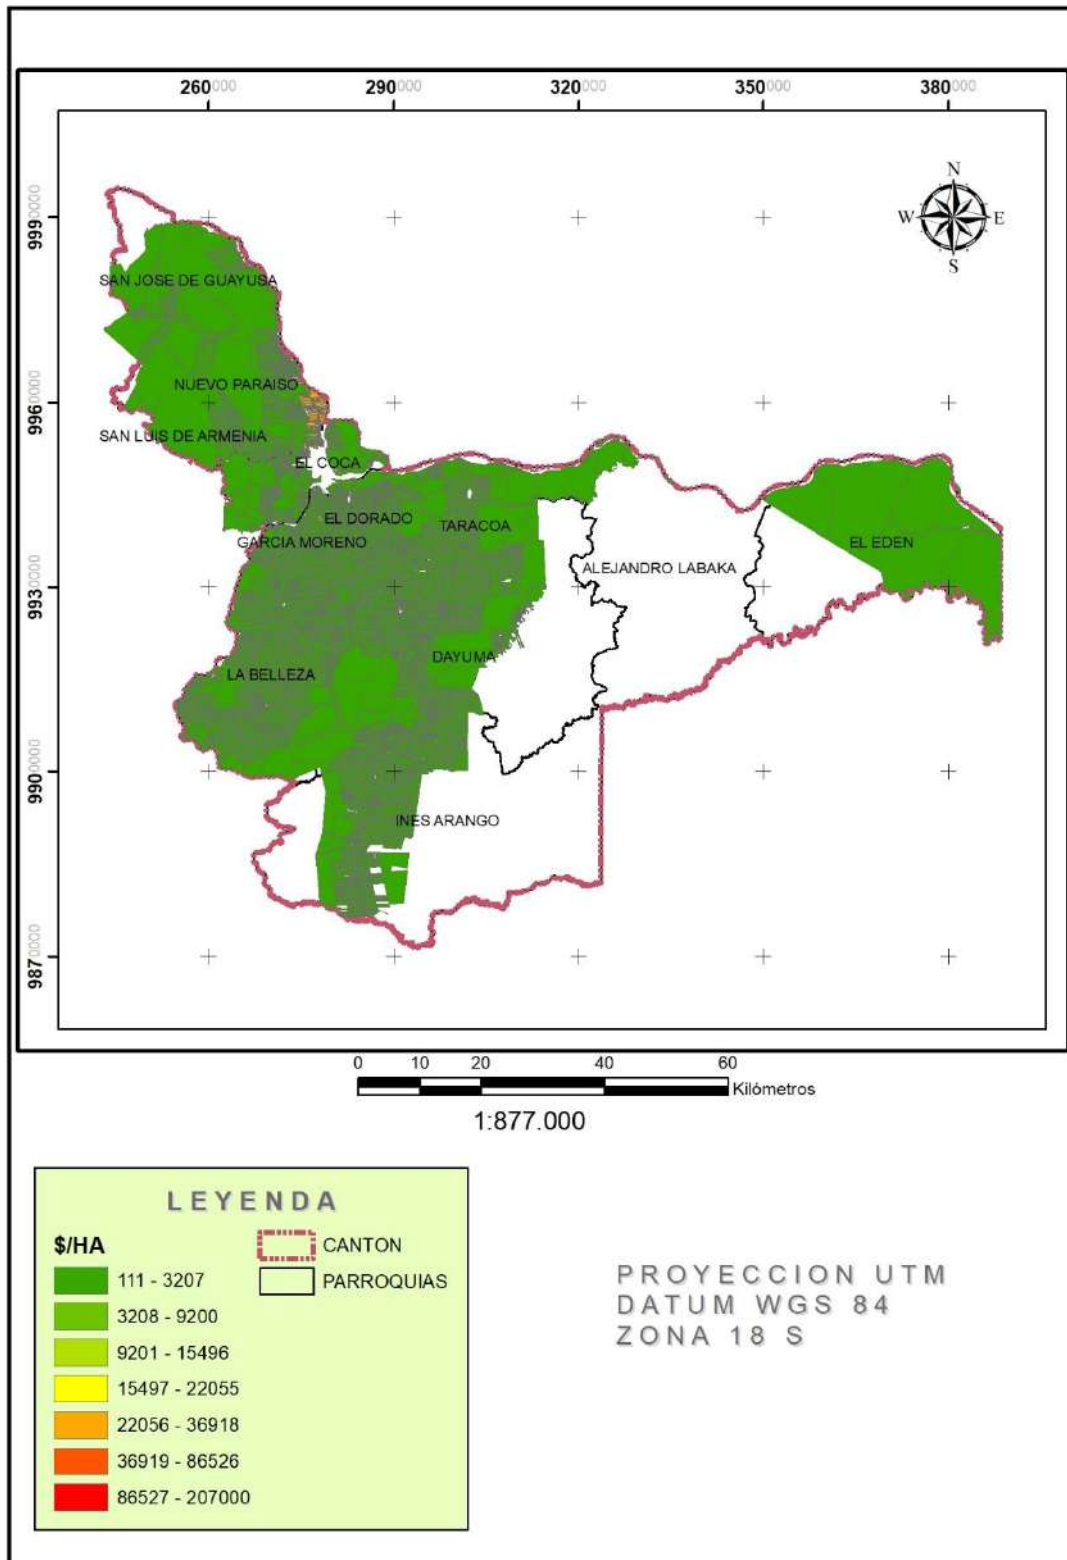 260000 290000 320000 350000 380000
N
W E
S
9990000
SAN JOSE DE GUAYUSA
NUEVO PARAISO
9960000
SAN LUIS DE ARMENIA
EL COCA
EL DORADO
TARACOA
GARCIA MORENO
EL EDEN
ALEJANDRO LABAKA
9930000
DAYUMA
LA BELLEZA
9900000
INES ARANGO
9870000
0 10 20 40 60
Kilómetros
1:877.000
LEYENDA
$/HA
CANTON
111 - 3207
PARROQUIAS
3208 - 9200
9201 - 15496
15497 - 22055
22056 - 36918
36919 - 86526
86527 - 207000
PROYECCION UTM
DATUM WGS 84
ZONA 18 S